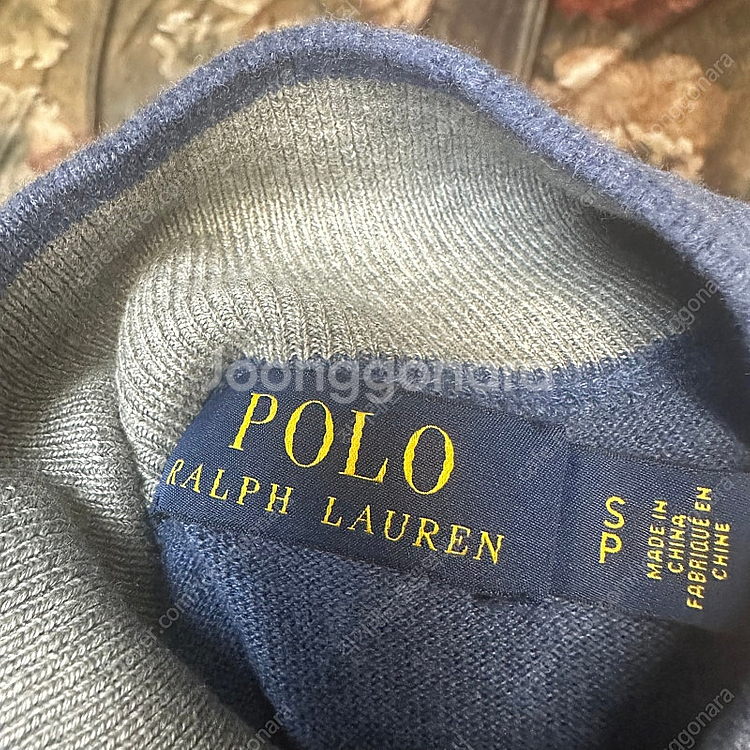 Joonggonara
POLO
RALPH LAUREN
S
P
MADE IN
CHINA
FABRIQUÉ EN
CHINE